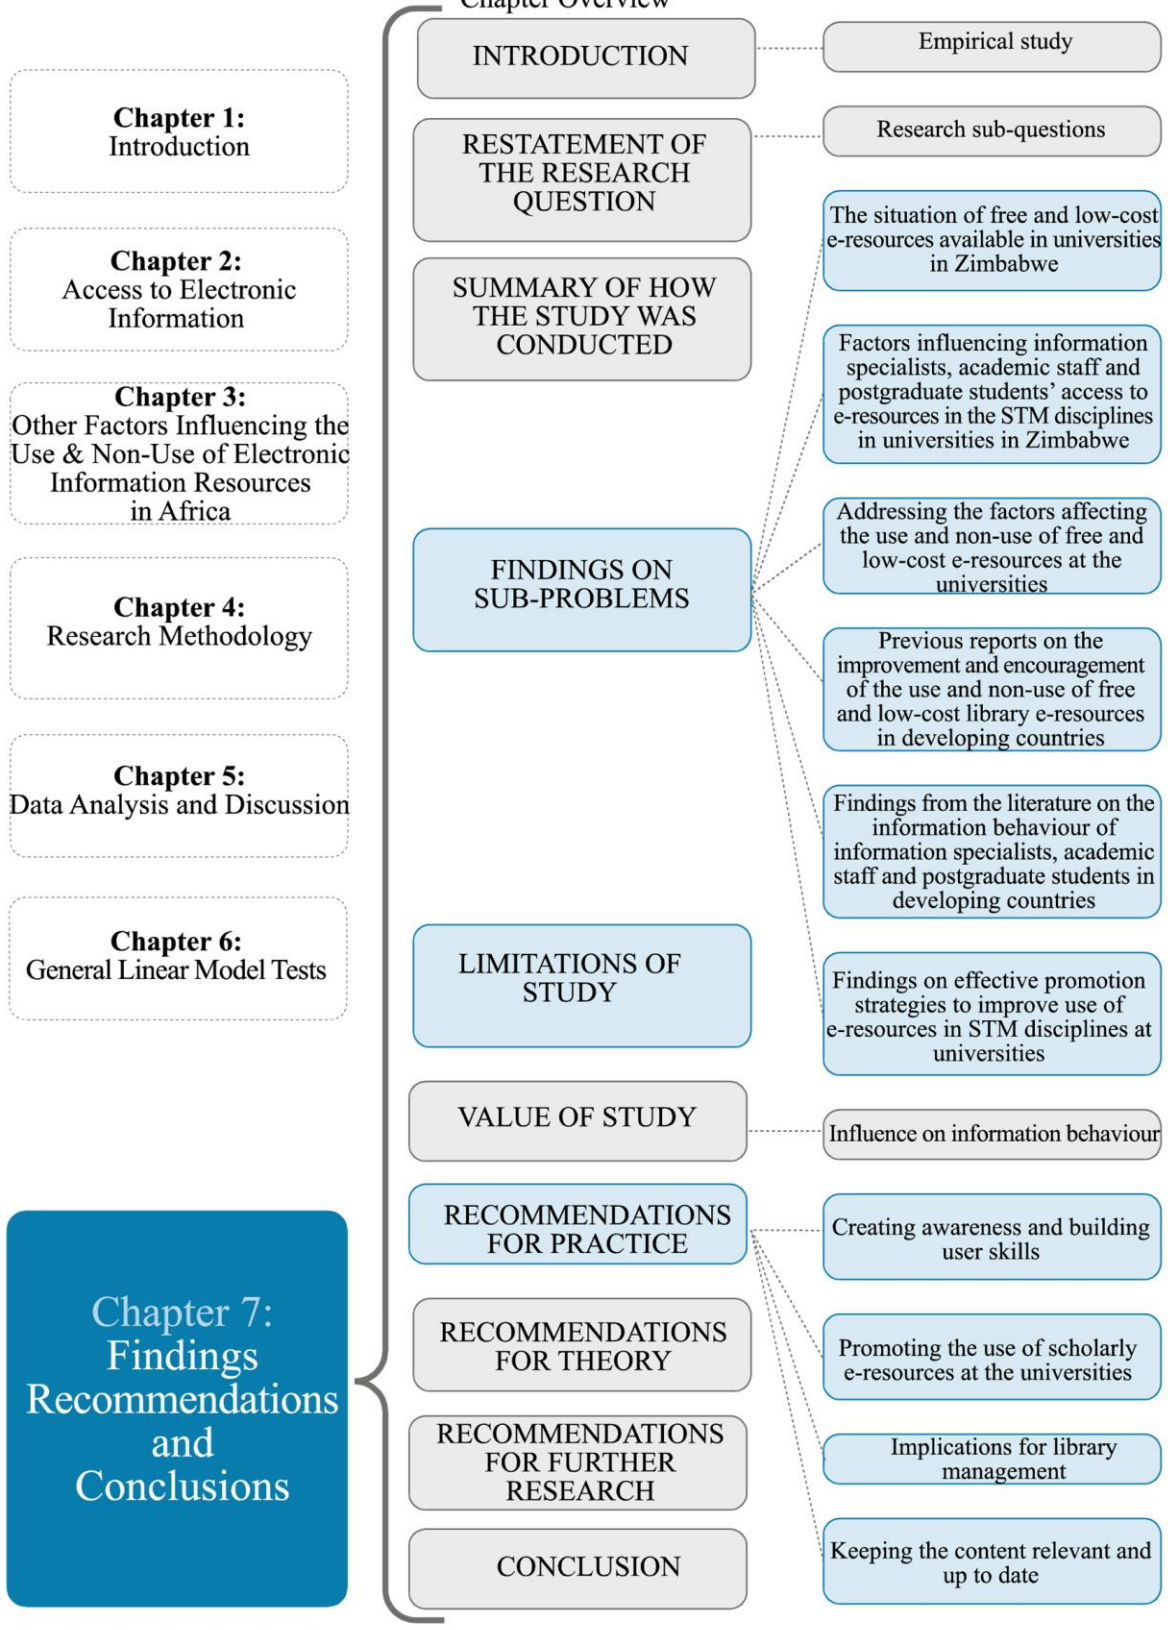 Chapter Overview
Chapter 1:
Introduction
Chapter 2:
Access to Electronic
Information
Chapter 3:
Other Factors Influencing the
Use & Non-Use of Electronic
Information Resources
in Africa
Chapter 4:
Research Methodology
Chapter 5:
Data Analysis and Discussion
Chapter 6:
General Linear Model Tests
Chapter 7:
Findings
Recommendations
and
Conclusions
INTRODUCTION
Empirical study
RESTATEMENT OF
THE RESEARCH
QUESTION
Research sub-questions
SUMMARY OF HOW
THE STUDY WAS
CONDUCTED
FINDINGS ON
SUB-PROBLEMS
The situation of free and low-cost
e-resources available in universities
in Zimbabwe
Factors influencing information
specialists, academic staff and
postgraduate students’ access to
e-resources in the STM disciplines
in universities in Zimbabwe
Addressing the factors affecting
the use and non-use of free and
low-cost e-resources at the
universities
Previous reports on the
improvement and encouragement
of the use and non-use of free
and low-cost library e-resources
in developing countries
Findings from the literature on the
information behaviour of
information specialists, academic
staff and postgraduate students in
developing countries
Findings on effective promotion
strategies to improve use of
e-resources in STM disciplines at
universities
LIMITATIONS OF
STUDY
VALUE OF STUDY
Influence on information behaviour
RECOMMENDATIONS
FOR PRACTICE
Creating awareness and building
user skills
Promoting the use of scholarly
e-resources at the universities
Implications for library
management
Keeping the content relevant and
up to date
RECOMMENDATIONS
FOR THEORY
RECOMMENDATIONS
FOR FURTHER
RESEARCH
CONCLUSION